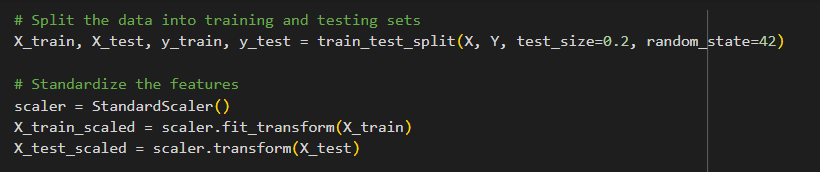 # Split the data into training and testing sets
X_train, X_test, y_train, y_test = train_test_split(X, Y, test_size=0.2, random_state=42)
# Standardize the features
scaler = StandardScaler()
X_train_scaled = scaler.fit_transform(X_train)
X_test_scaled = scaler.transform(X_test)